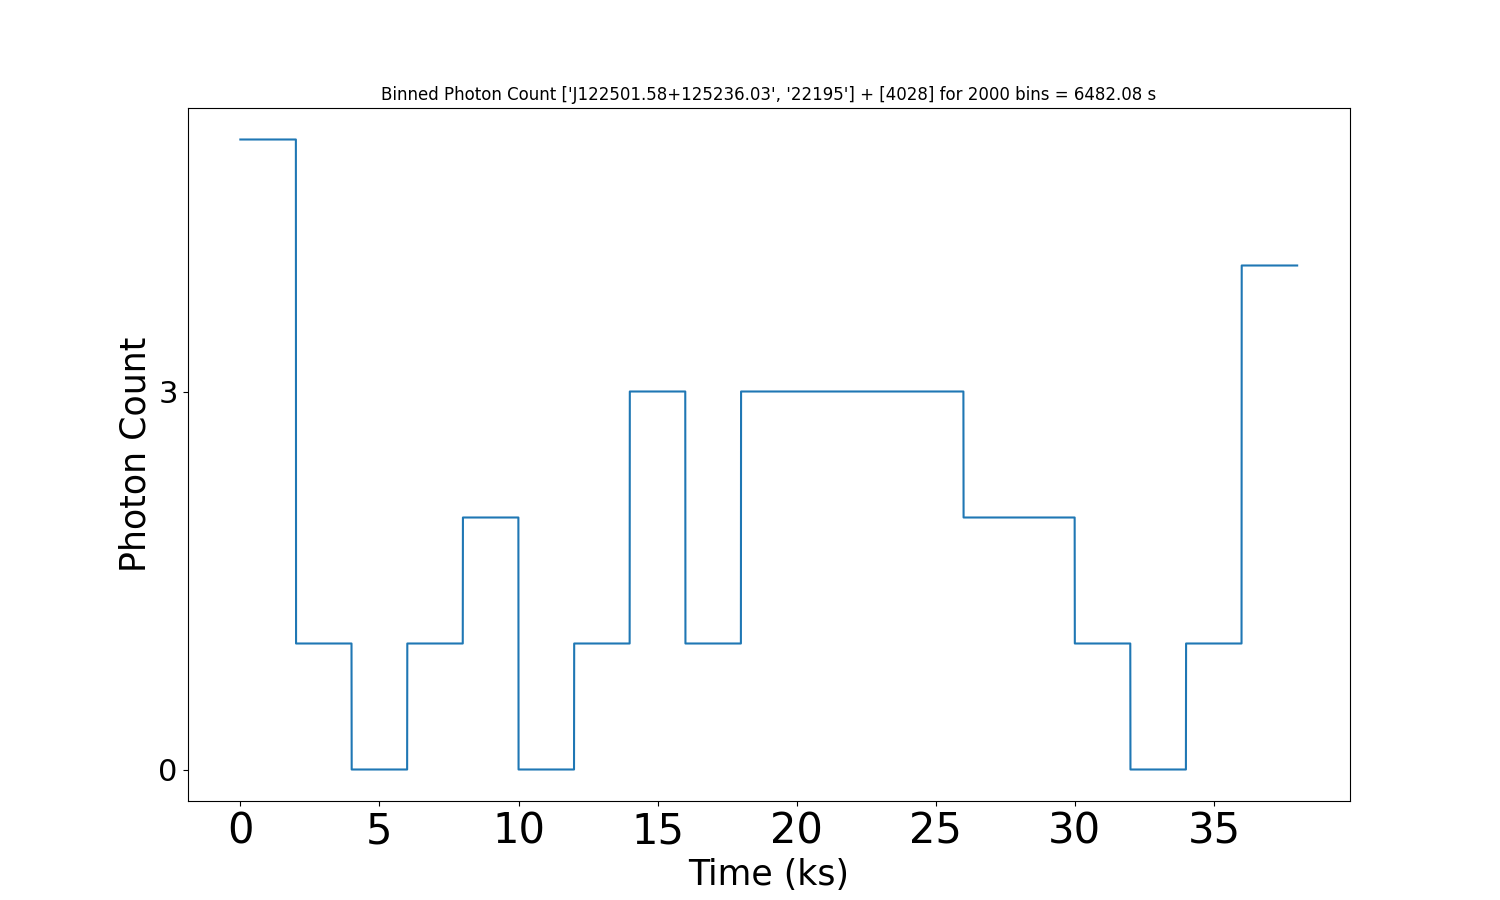 Binned Photon Count ['J122501.58+125236.03', '22195'] + [4028] for 2000 bins = 6482.08 s
Photon Count
3
0
0 5 10 15 20 25 30 35
Time (ks)